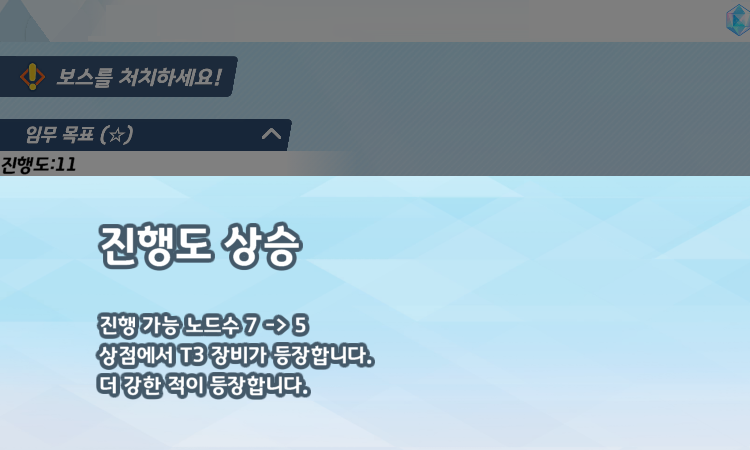 보스를 처치하세요!
임무 목표 (☆)
진행도:11
진행도 상승
진행 가능 노드수 7 -> 5
상점에서 T3 장비가 등장합니다.
더 강한 적이 등장합니다.